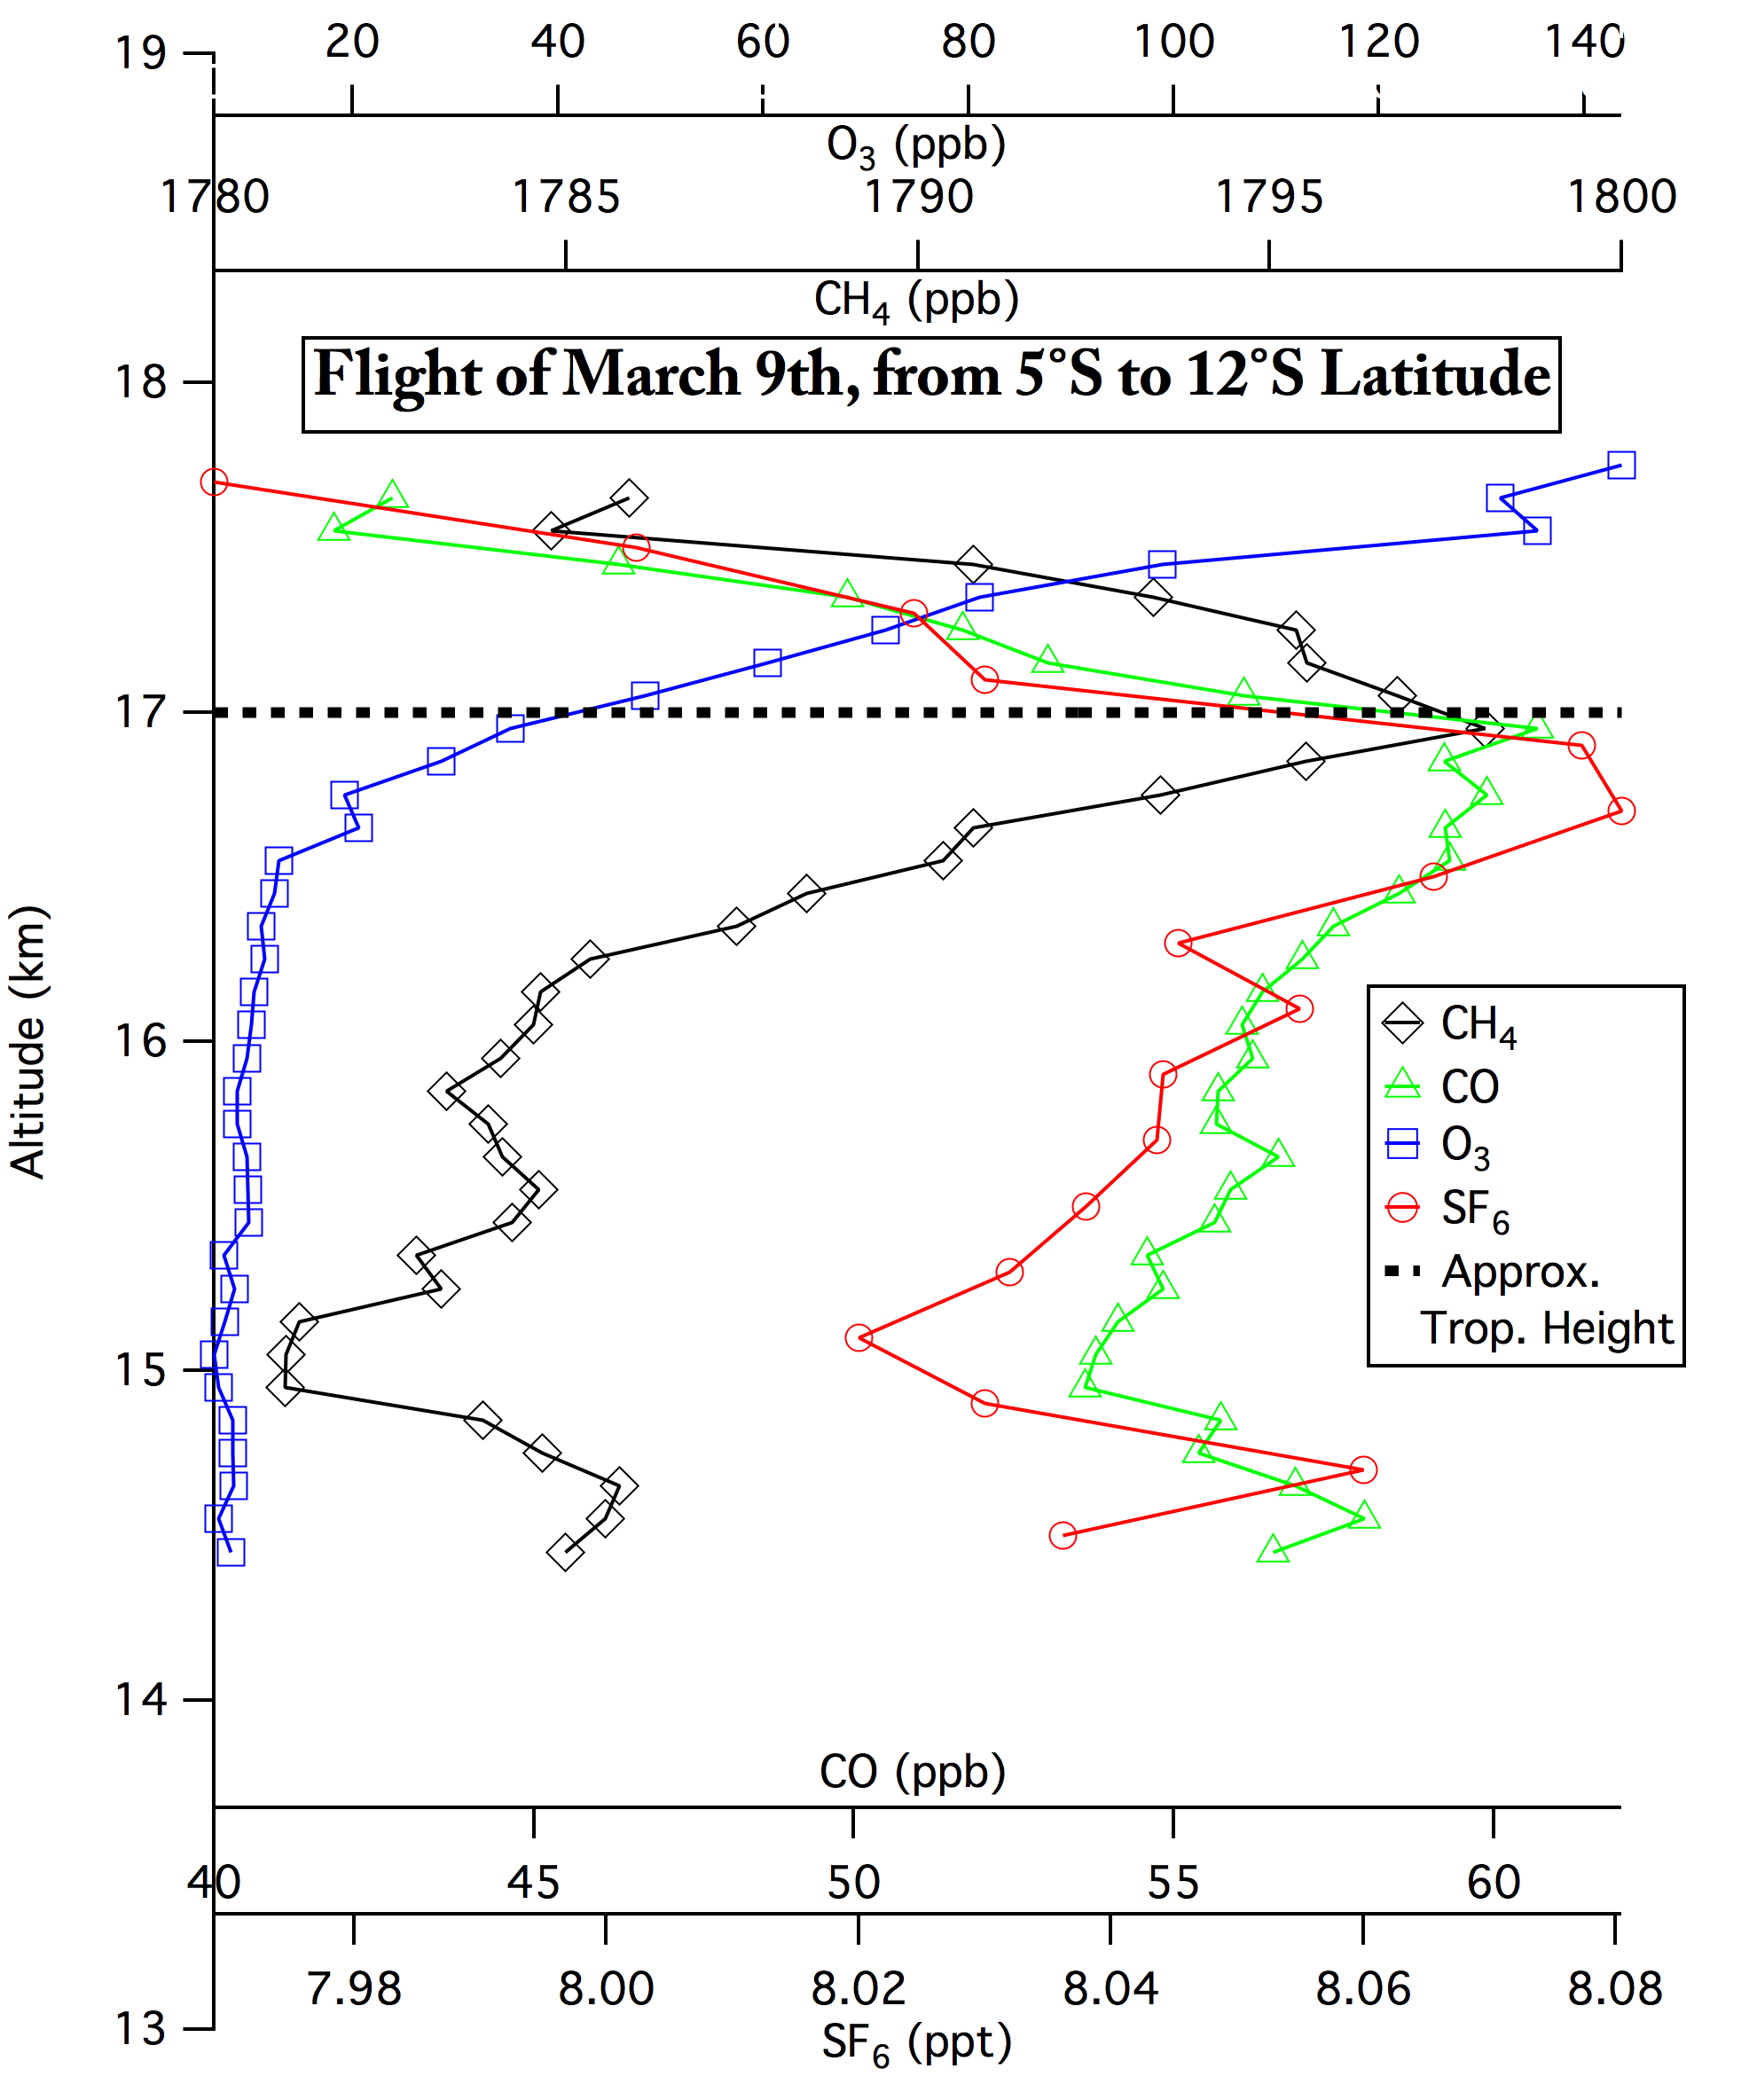 20 40 60 80 100 120 140
19
O3 (ppb)
1780 1785 1790 1795 1800
CH4 (ppb)
Flight of March 9th, from 5°S to 12°S Latitude
18
17
16
15
14
13
Altitude (km)
CH4
CO
O3
SF6
Approx.
Trop. Height
CO (ppb)
40 45 50 55 60
7.98 8.00 8.02 8.04 8.06 8.08
SF6 (ppt)